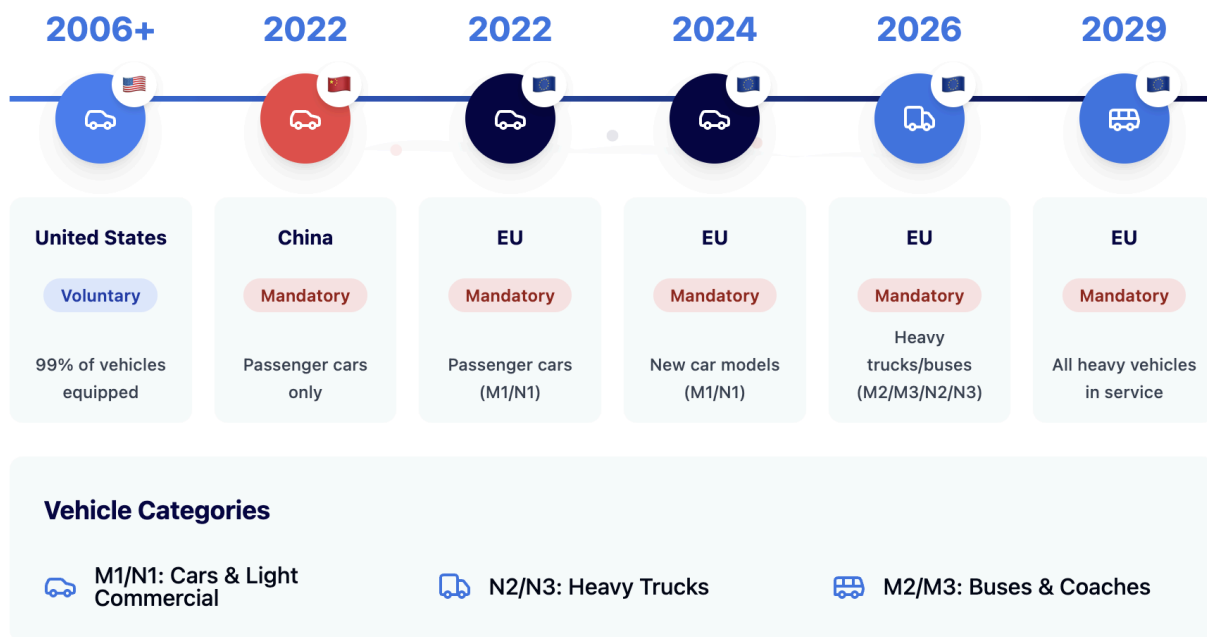 2006+
2022
2022
2024
2026
2029
United States
Voluntary
99% of vehicles
equipped
China
Mandatory
Passenger cars
only
EU
Mandatory
Passenger cars
(M1/N1)
EU
Mandatory
New car models
(M1/N1)
EU
Mandatory
Heavy
trucks/buses
(M2/M3/N2/N3)
EU
Mandatory
All heavy vehicles
in service
Vehicle Categories
M1/N1: Cars & Light
Commercial
N2/N3: Heavy Trucks
M2/M3: Buses & Coaches